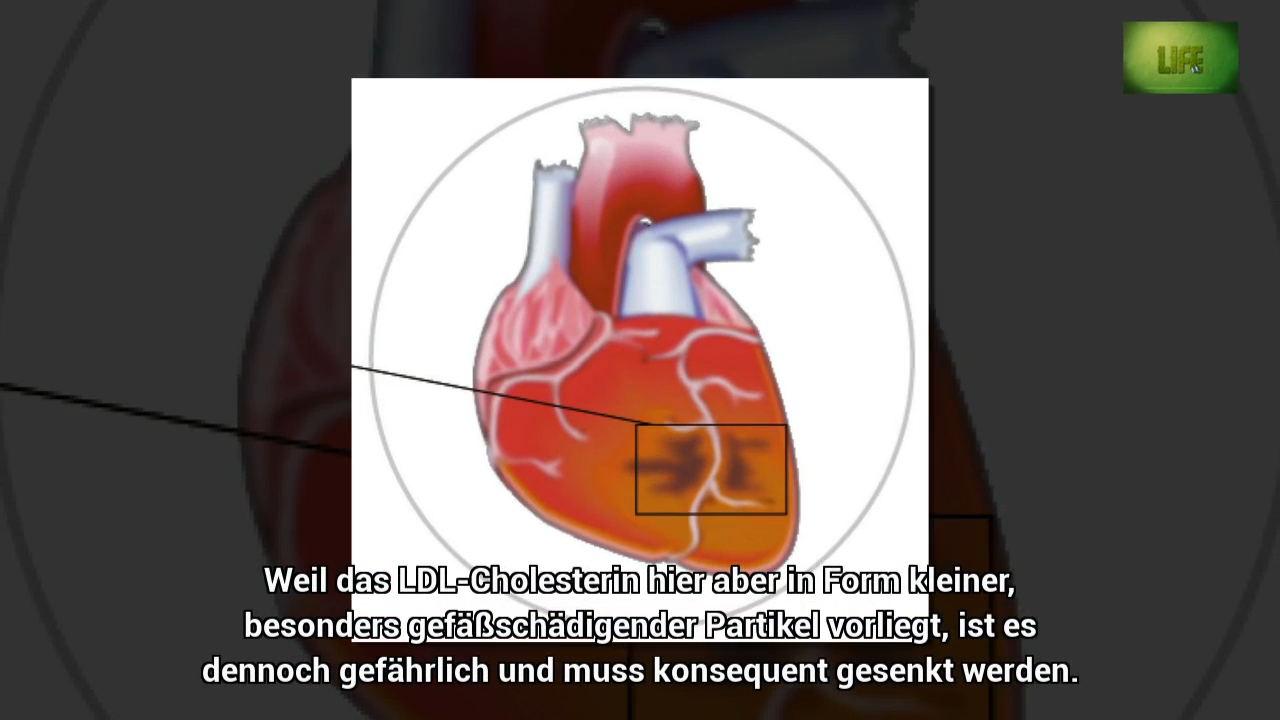 LIFE
Weil das LDL-Cholesterin hier aber in Form kleiner,
besonders gefäßschädigender Partikel vorliegt, ist es
dennoch gefährlich und muss konsequent gesenkt werden.